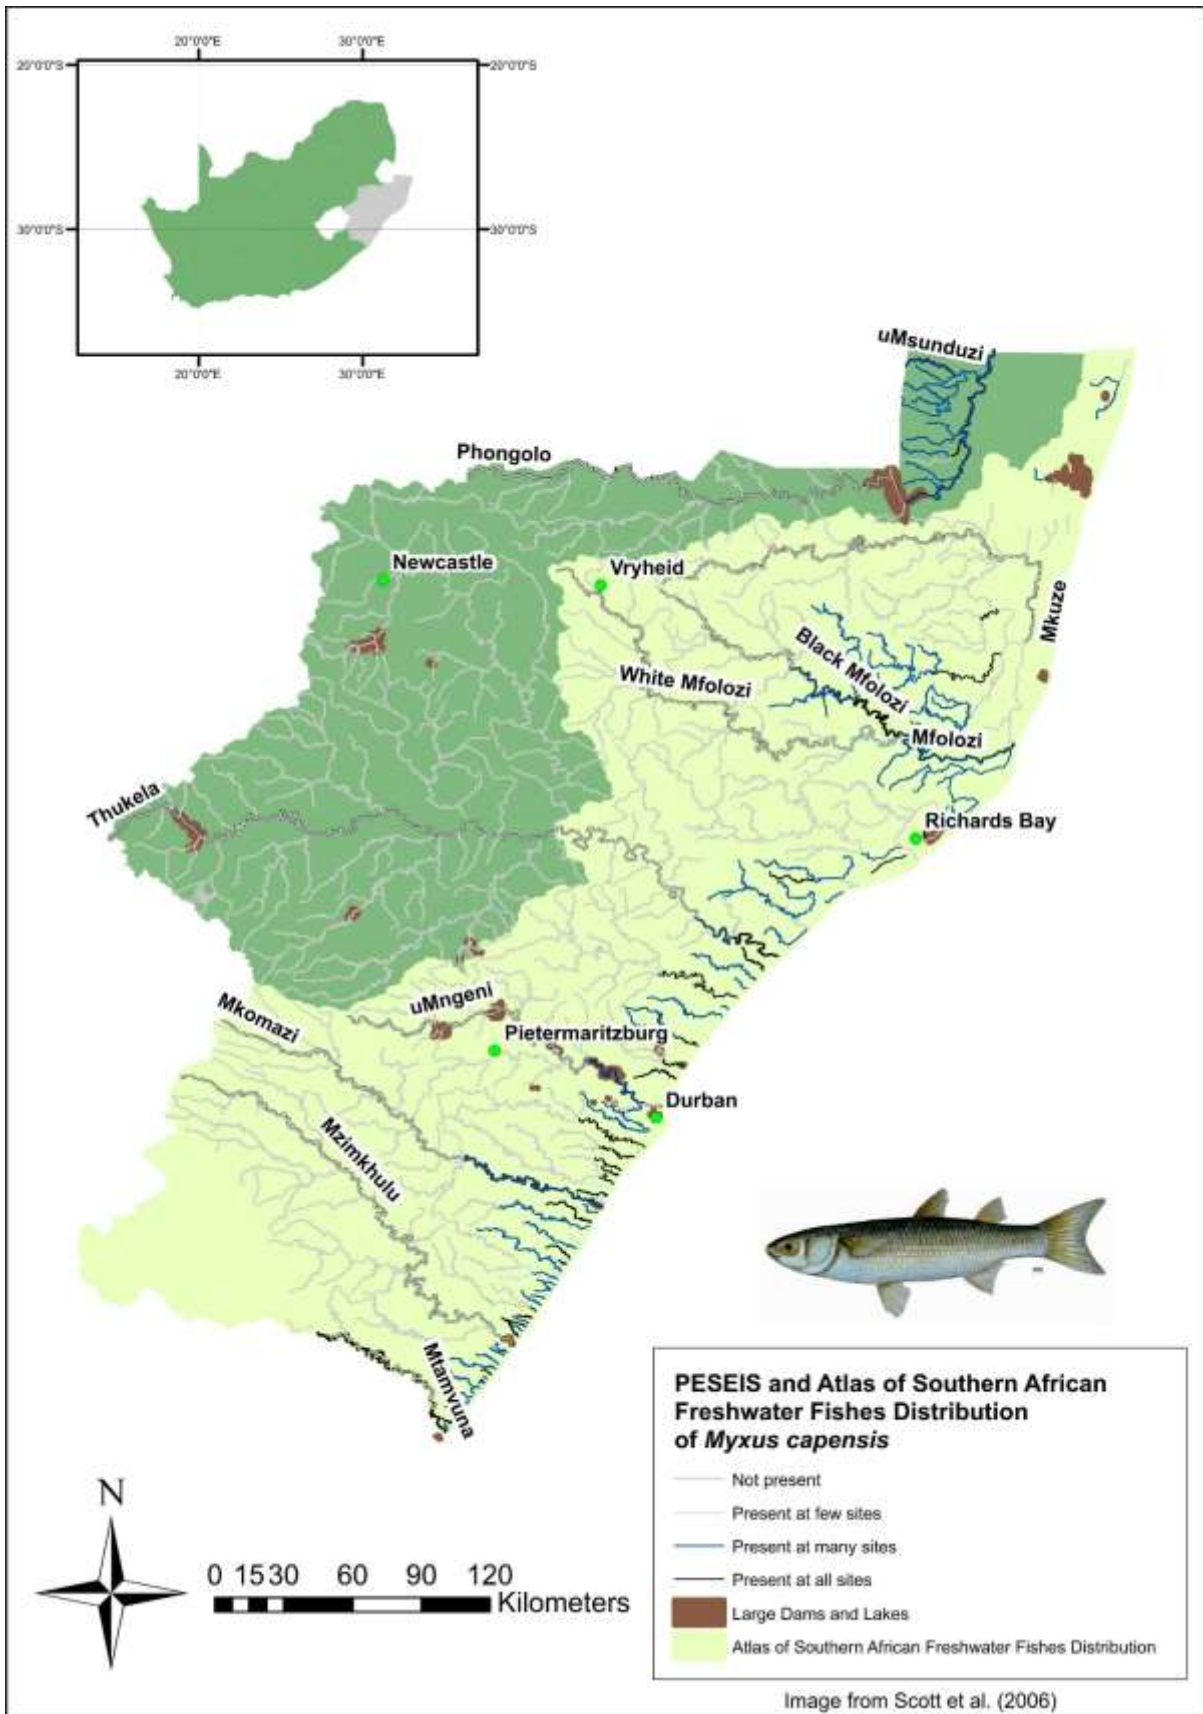 20°0'0"E 30°0'0"E
20°0'0"S 20°0'0"S
30°0'0"S 30°0'0"S
20°0'0"E 30°0'0"E
uMsunduzi
Phongolo
Newcastle
Vryheid
Mkuze
Black Mfolozi
White Mfolozi
Mfolozi
Thukela
Richards Bay
uMngeni
Mkomazi
Pietermaritzburg
Durban
Mzimkhulu
Mtamvuna
PESEIS and Atlas of Southern African
Freshwater Fishes Distribution
of Myxus capensis
Not present
Present at few sites
Present at many sites
Present at all sites
Large Dams and Lakes
Atlas of Southern African Freshwater Fishes Distribution
N
0 15 30 60 90 120
Kilometers
Image from Scott et al. (2006)